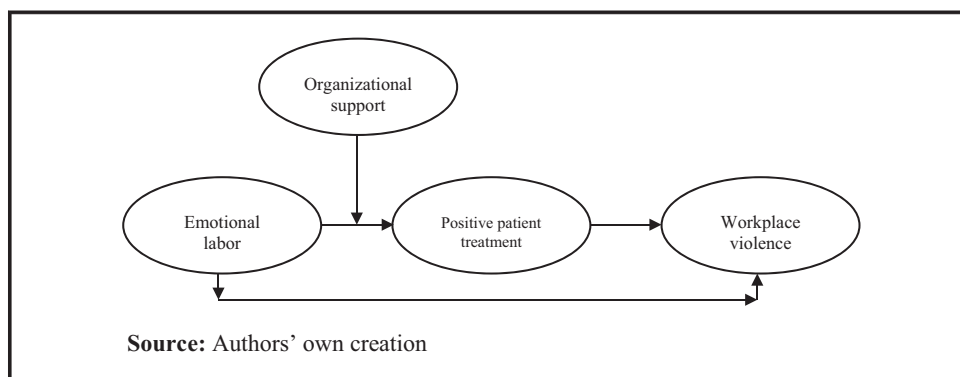 Organizational
support
Emotional
labor
Positive patient
treatment
Workplace
violence
Source: Authors’ own creation